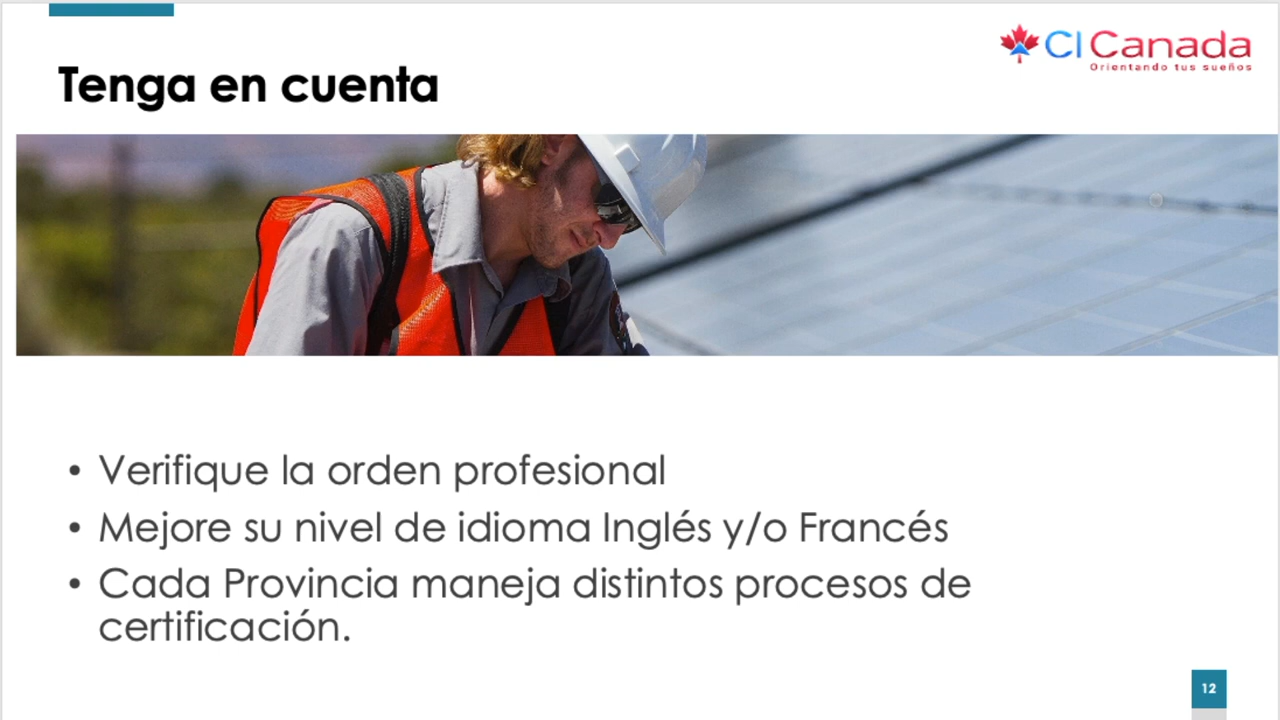 CI Canada
Orientando tus sueños
Tenga en cuenta
• Verifique la orden profesional
• Mejore su nivel de idioma Inglés y/o Francés
• Cada Provincia maneja distintos procesos de
certificación.
12